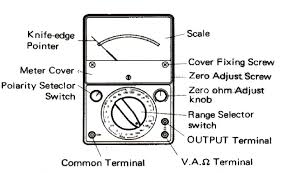 Knife-edge
Pointer
Scale
Meter Cover
Cover Fixing Screw
Zero Adjust Screw
Polarity Setector
Switch
Zero ohm Adjust
knob
Range Selector
switch
OUTPUT Terminal
Common Terminal
V.A.Ω Terminal